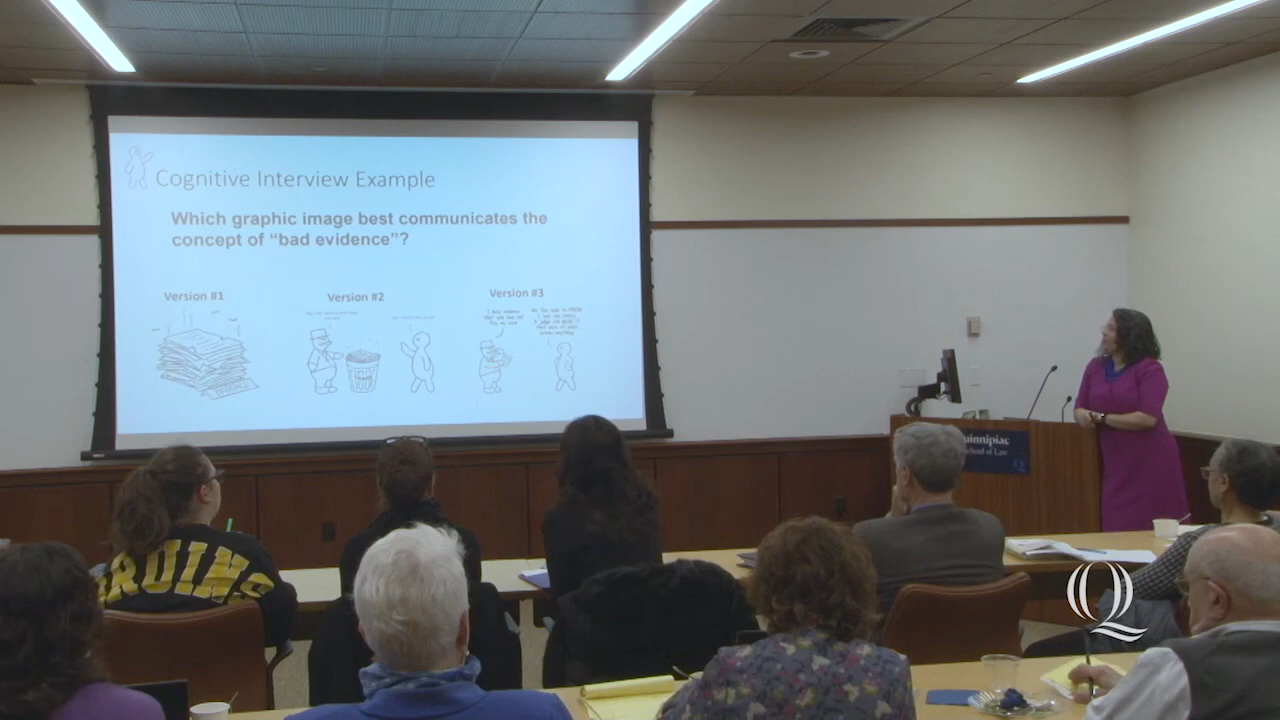 Cognitive Interview Example
Which graphic image best communicates the
concept of “bad evidence”?
Version #1
Version #2
Version #3
uinnipiac
School of Law
BRUINS